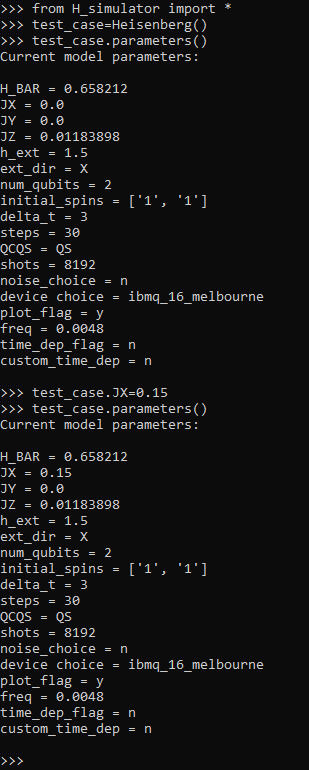 >>> from H_simulator import *
>>> test_case=Heisenberg()
>>> test_case.parameters()
Current model parameters:
H_BAR = 0.658212
JX = 0.0
JY = 0.0
JZ = 0.01183898
h_ext = 1.5
ext_dir = X
num_qubits = 2
initial_spins = ['1', '1']
delta_t = 3
steps = 30
QCQS = QS
shots = 8192
noise_choice = n
device choice = ibmq_16_melbourne
plot_flag = y
freq = 0.0048
time_dep_flag = n
custom_time_dep = n
>>> test_case.JX=0.15
>>> test_case.parameters()
Current model parameters:
H_BAR = 0.658212
JX = 0.15
JY = 0.0
JZ = 0.01183898
h_ext = 1.5
ext_dir = X
num_qubits = 2
initial_spins = ['1', '1']
delta_t = 3
steps = 30
QCQS = QS
shots = 8192
noise_choice = n
device choice = ibmq_16_melbourne
plot_flag = y
freq = 0.0048
time_dep_flag = n
custom_time_dep = n
>>>